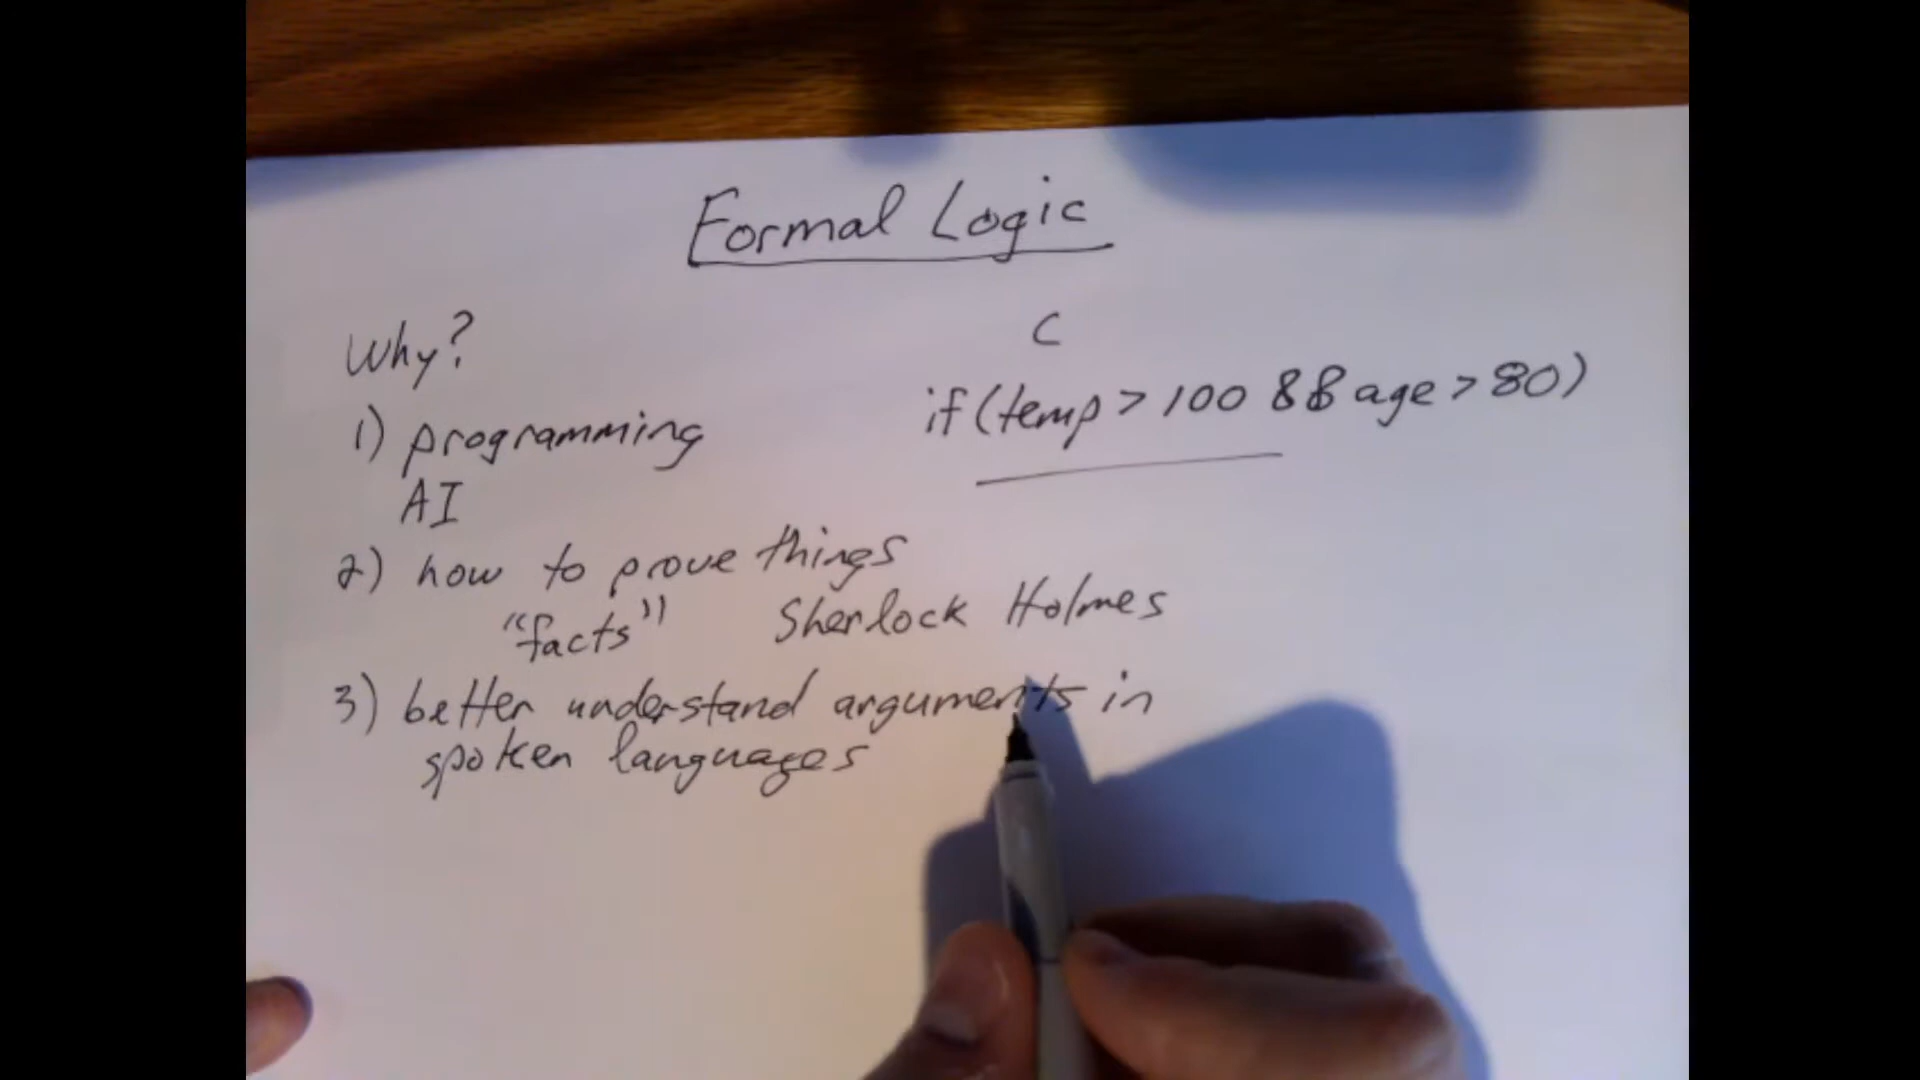 Formal Logic
Why?
C
1) programming
if (temp > 100 && age > 80)
AI
2) how to prove things
"facts" Sherlock Holmes
3) better understand arguments in
spoken languages